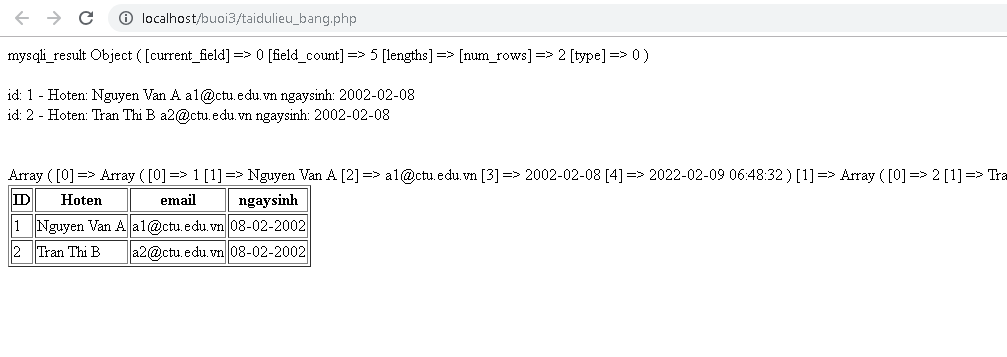 localhost/buoi3/taidulieu_bang.php
mysqli_result Object ( [current_field] => 0 [field_count] => 5 [lengths] => [num_rows] => 2 [type] => 0 )
id: 1 - Hoten: Nguyen Van A a1@ctu.edu.vn ngaysinh: 2002-02-08
id: 2 - Hoten: Tran Thi B a2@ctu.edu.vn ngaysinh: 2002-02-08
Array ( [0] => Array ( [0] => 1 [1] => Nguyen Van A [2] => a1@ctu.edu.vn [3] => 2002-02-08 [4] => 2022-02-09 06:48:32 ) [1] => Array ( [0] => 2 [1] => Tra
ID Hoten email ngaysinh
1 Nguyen Van A a1@ctu.edu.vn 08-02-2002
2 Tran Thi B a2@ctu.edu.vn 08-02-2002